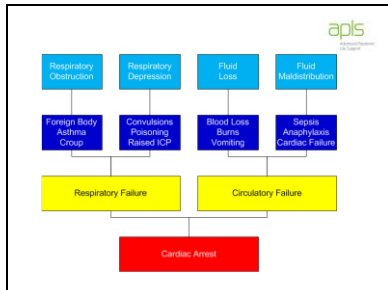 apls
Advanced Paediatric
Life Support
Respiratory
Obstruction
Respiratory
Depression
Fluid
Loss
Fluid
Maldistribution
Foreign Body
Asthma
Croup
Convulsions
Poisoning
Raised ICP
Blood Loss
Burns
Vomiting
Sepsis
Anaphylaxis
Cardiac Failure
Respiratory Failure
Circulatory Failure
Cardiac Arrest